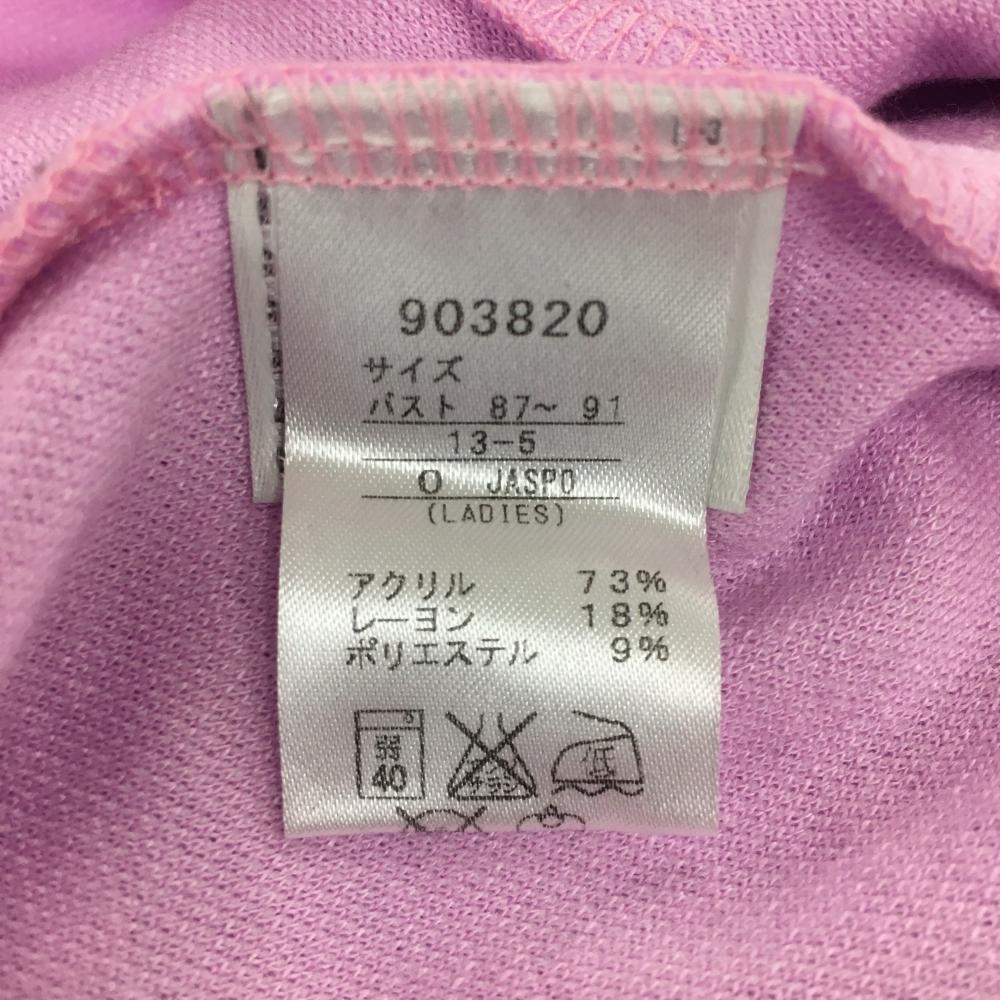 903820
サイズ
バスト 87～ 91
13-5
O JASPO
(LADIES)
アクリル 73%
レーヨン 18%
ポリエステル 9%
弱
40
低